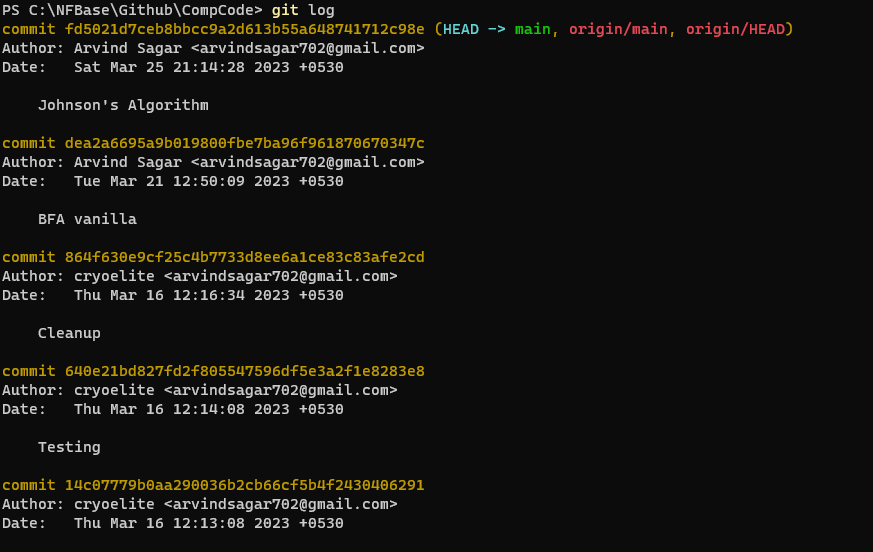 PS C:\NFBase\Github\CompCode> git log
commit fd5021d7ceb8bbcc9a2d613b55a648741712c98e (HEAD -> main, origin/main, origin/HEAD)
Author: Arvind Sagar <arvindsagar702@gmail.com>
Date:   Sat Mar 25 21:14:28 2023 +0530
    Johnson's Algorithm
commit dea2a6695a9b019800fbe7ba96f961870670347c
Author: Arvind Sagar <arvindsagar702@gmail.com>
Date:   Tue Mar 21 12:50:09 2023 +0530
    BFA vanilla
commit 864f630e9cf25c4b7733d8ee6a1ce83c83afe2cd
Author: cryoelite <arvindsagar702@gmail.com>
Date:   Thu Mar 16 12:16:34 2023 +0530
    Cleanup
commit 640e21bd827fd2f805547596df5e3a2f1e8283e8
Author: cryoelite <arvindsagar702@gmail.com>
Date:   Thu Mar 16 12:14:08 2023 +0530
    Testing
commit 14c07779b0aa290036b2cb66cf5b4f2430406291
Author: cryoelite <arvindsagar702@gmail.com>
Date:   Thu Mar 16 12:13:08 2023 +0530